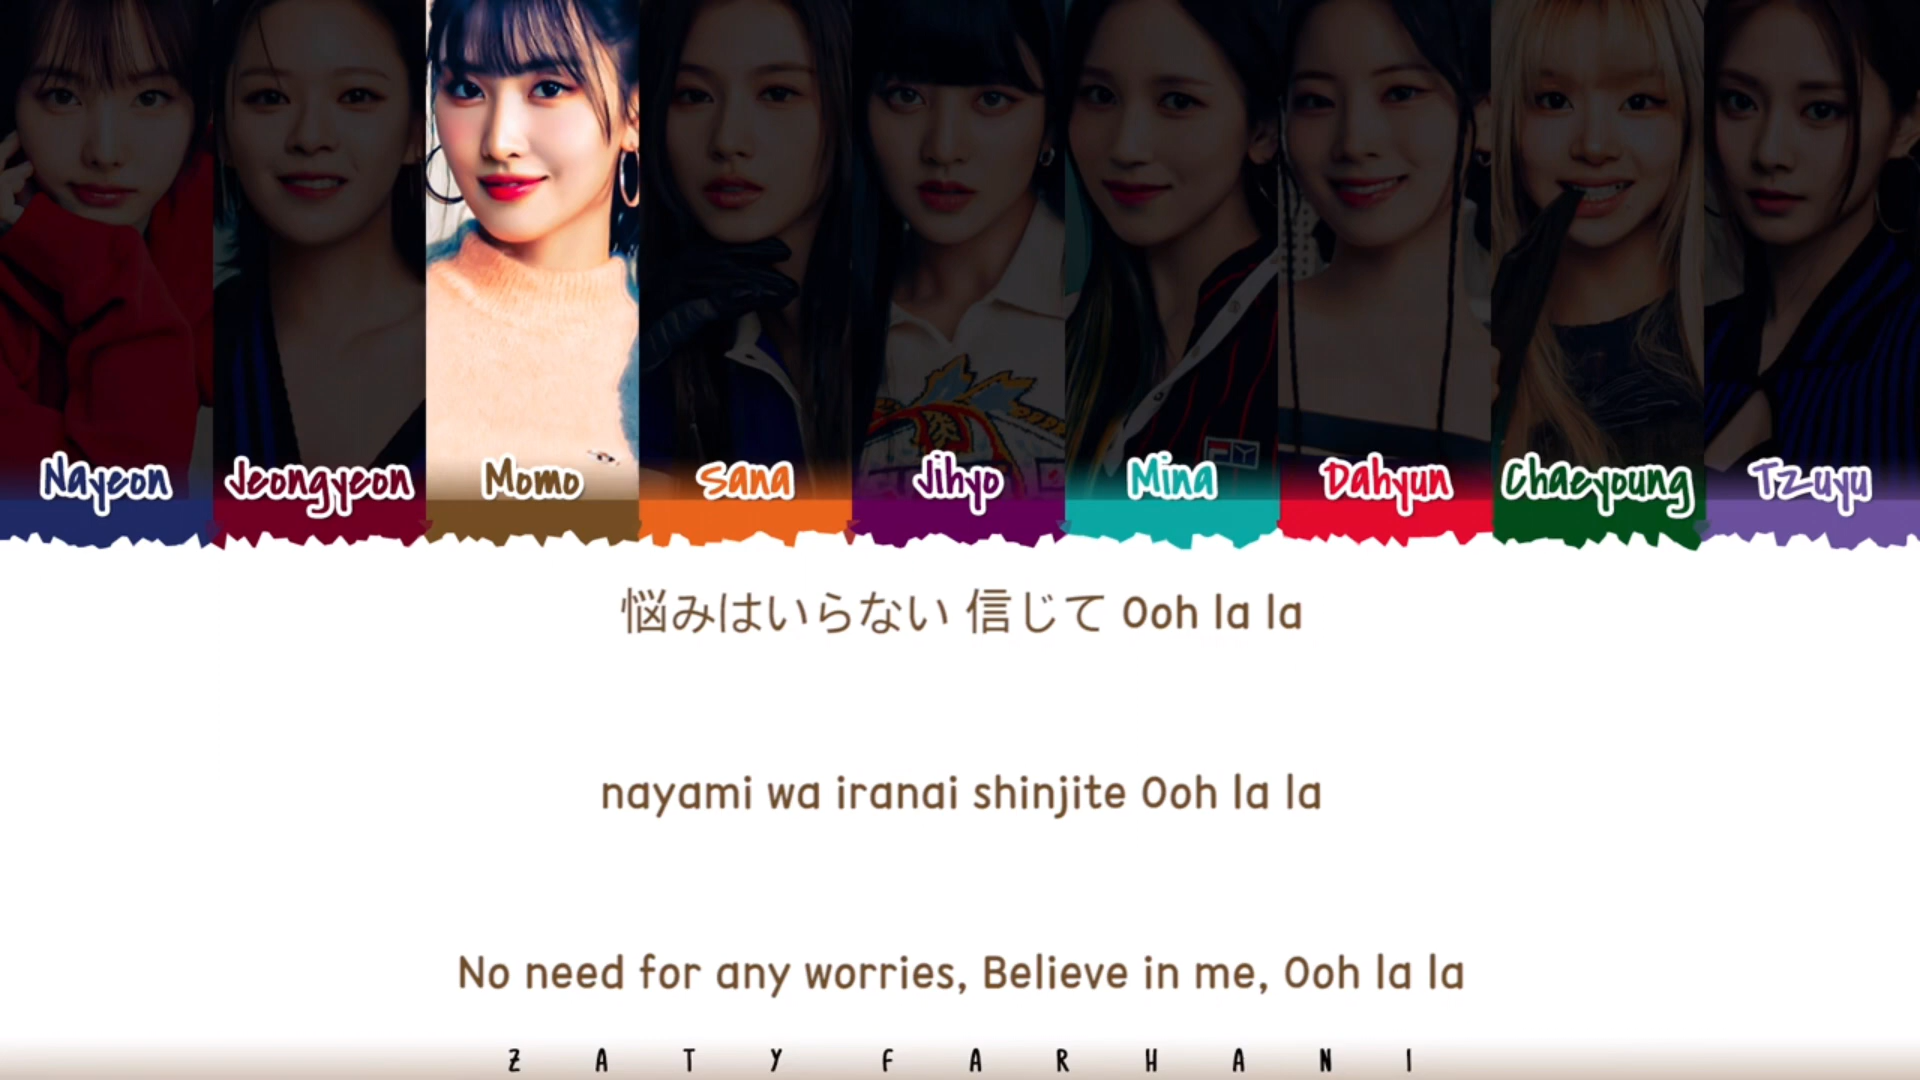 Nayeon Jeongyeon Momo Sana Jihyo Mina Dahyun Chaeyoung Tzuyu
悩みはいらない 信じて Ooh la la
nayami wa iranai shinjite Ooh la la
No need for any worries, Believe in me, Ooh la la
ZATY FARHANI